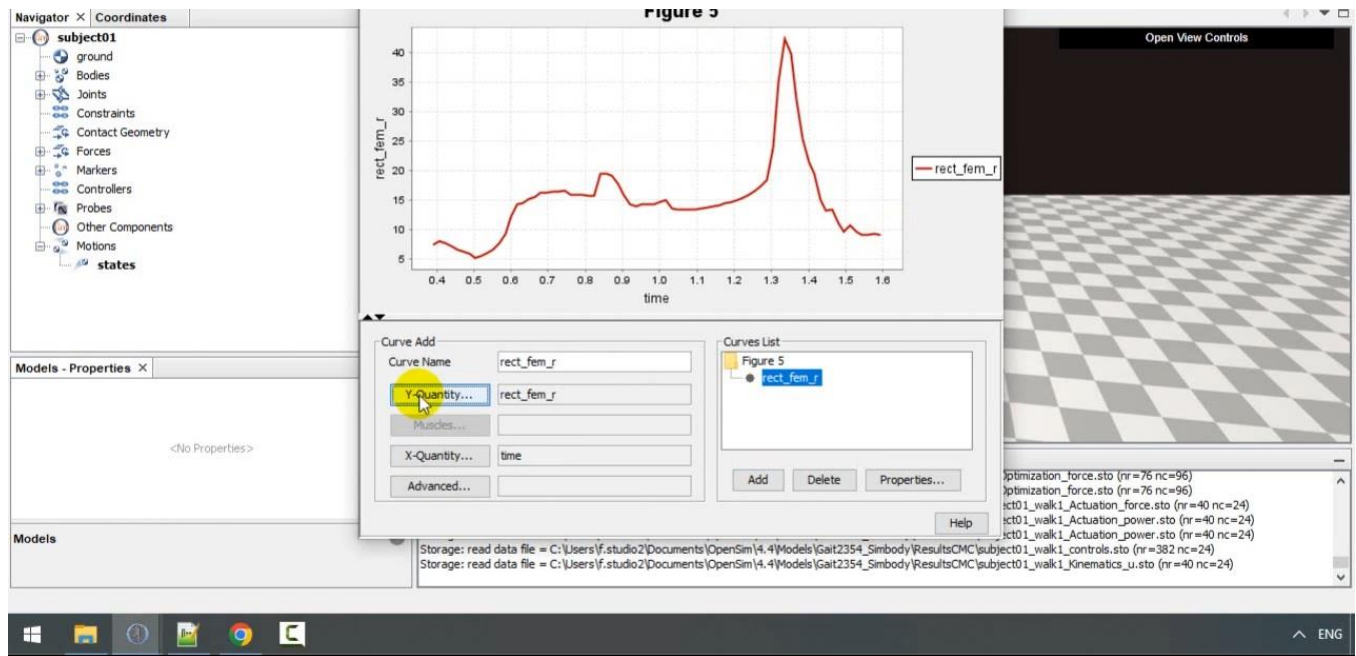 Navigator × Coordinates
subject01
ground
Bodies
Joints
Constraints
Contact Geometry
Forces
Markers
Controllers
Probes
Other Components
Motions
states
Models - Properties ×
<No Properties>
Models
Figure 5
40
35
30
25
20
15
10
5
rect_fem_r
0.4 0.5 0.6 0.7 0.8 0.9 1.0 1.1 1.2 1.3 1.4 1.5 1.6
time
rect_fem_r
Curve Add
Curve Name rect_fem_r
Y-Quantity... rect_fem_r
Muscles...
X-Quantity... time
Advanced...
Curves List
Figure 5
rect_fem_r
Add Delete Properties...
Help
Open View Controls
Optimization_force.sto (nr=76 nc=96)
Optimization_force.sto (nr=76 nc=96)
ect01_walk1_Actuation_force.sto (nr=40 nc=24)
ect01_walk1_Actuation_power.sto (nr=40 nc=24)
ect01_walk1_Actuation_power.sto (nr=40 nc=24)
Storage: read data file = C:\Users\f.studio2\Documents\OpenSim\4.4\Models\Gait2354_Simbody\ResultsCMC\subject01_walk1_controls.sto (nr=382 nc=24)
Storage: read data file = C:\Users\f.studio2\Documents\OpenSim\4.4\Models\Gait2354_Simbody\ResultsCMC\subject01_walk1_Kinematics_u.sto (nr=40 nc=24)
ENG